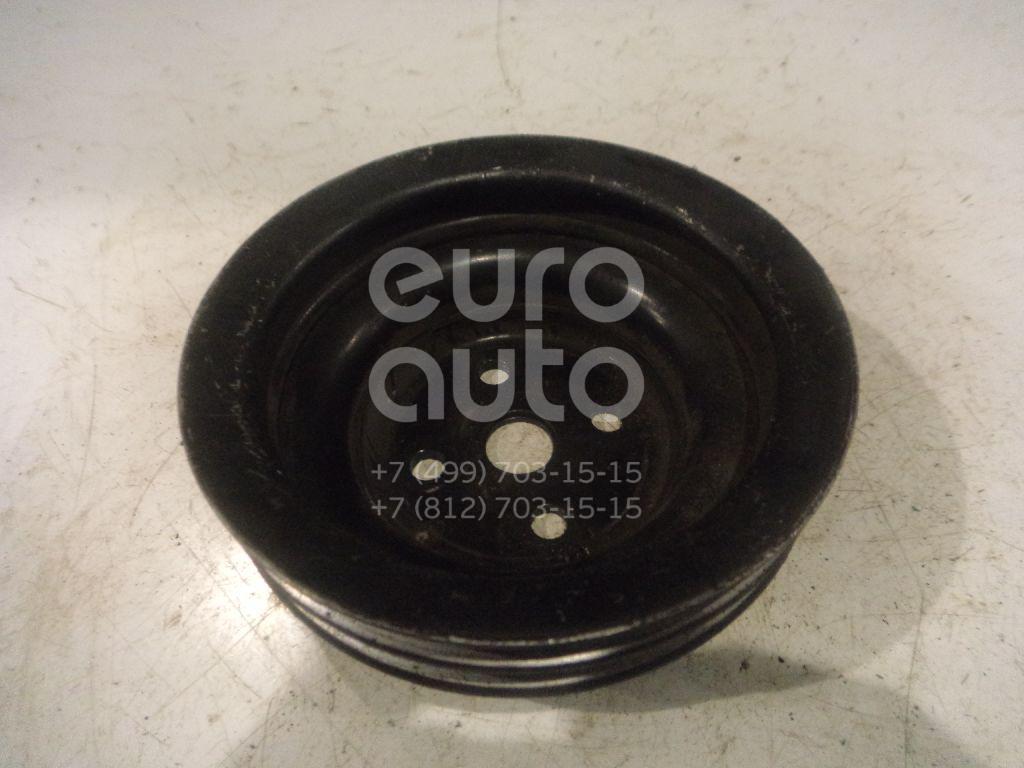 euro
auto
+7 (499) 703-15-15
+7 (812) 703-15-15